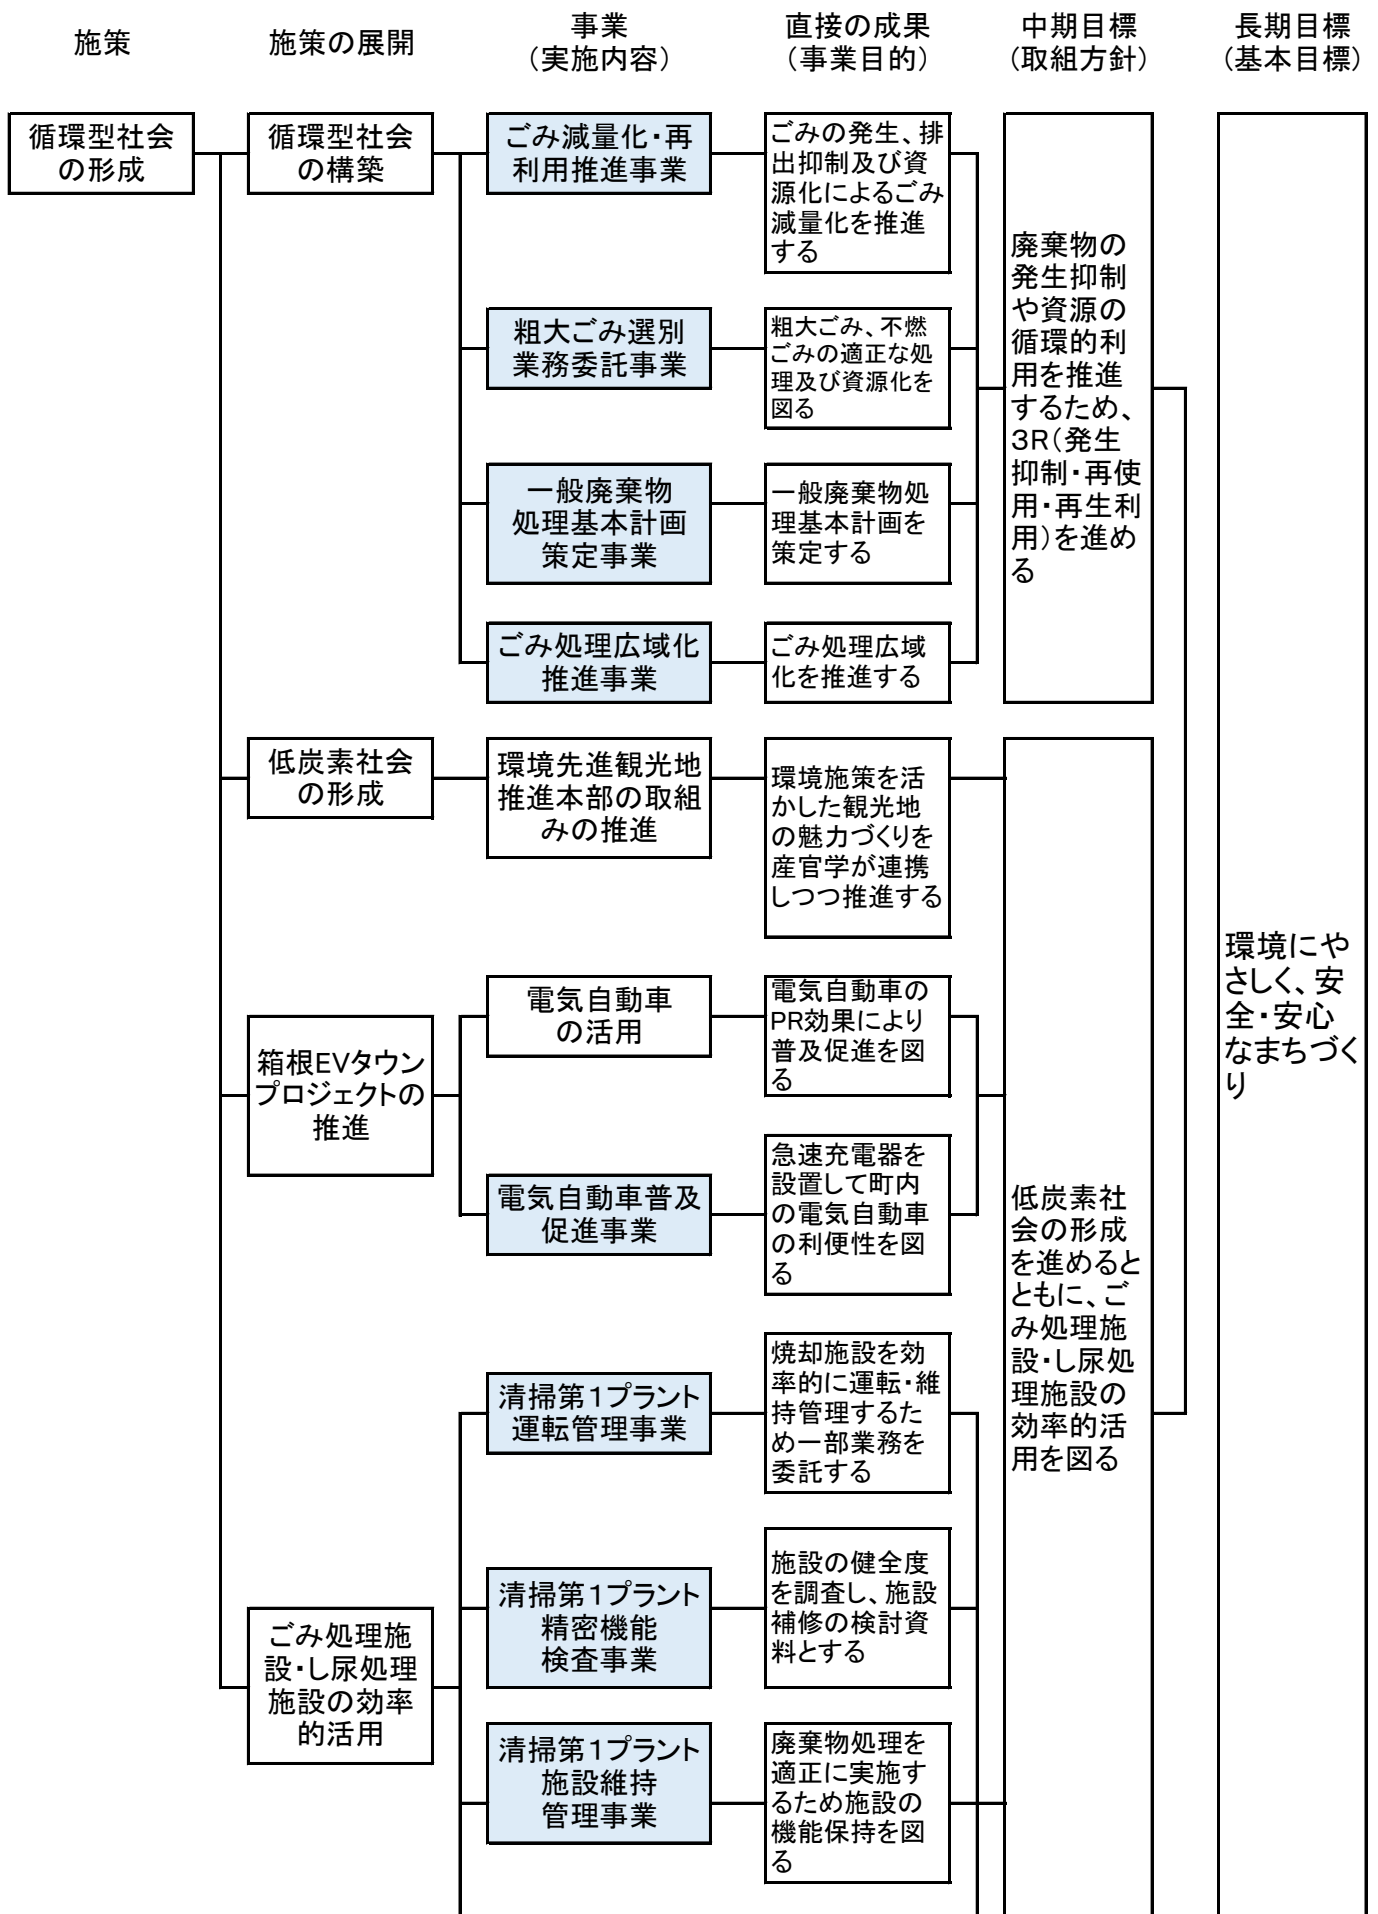 施策
施策の展開
事業
（実施内容）
直接の成果
（事業目的）
中期目標
（取組方針）
長期目標
（基本目標）
循環型社会
の形成
循環型社会
の構築
ごみ減量化・再
利用推進事業
ごみの発生、排
出抑制及び資
源化によるごみ
減量化を推進
する
粗大ごみ選別
業務委託事業
粗大ごみ、不燃
ごみの適正な処
理及び資源化を
図る
一般廃棄物
処理基本計画
策定事業
一般廃棄物処
理基本計画を
策定する
ごみ処理広域化
推進事業
ごみ処理広域
化を推進する
廃棄物の
発生抑制
や資源の
循環的利
用を推進
するため、
3R（発生
抑制・再使
用・再生利
用）を進め
る
低炭素社会
の形成
環境先進観光地
推進本部の取組
みの推進
環境施策を活
かした観光地
の魅力づくりを
産官学が連携
しつつ推進する
箱根EVタウン
プロジェクトの
推進
電気自動車
の活用
電気自動車の
PR効果により
普及促進を図
る
電気自動車普及
促進事業
急速充電器を
設置して町内
の電気自動車
の利便性を図
る
ごみ処理施
設・し尿処理
施設の効率
的活用
清掃第1プラント
運転管理事業
焼却施設を効
率的に運転・維
持管理するた
め一部業務を
委託する
清掃第1プラント
精密機能
検査事業
施設の健全度
を調査し、施設
補修の検討資
料とする
清掃第1プラント
施設維持
管理事業
廃棄物処理を
適正に実施す
るため施設の
機能保持を図
る
低炭素社
会の形成
を進めると
ともに、ご
み処理施
設・し尿処
理施設の
効率的活
用を図る
環境にや
さしく、安
全・安心
なまちづく
り